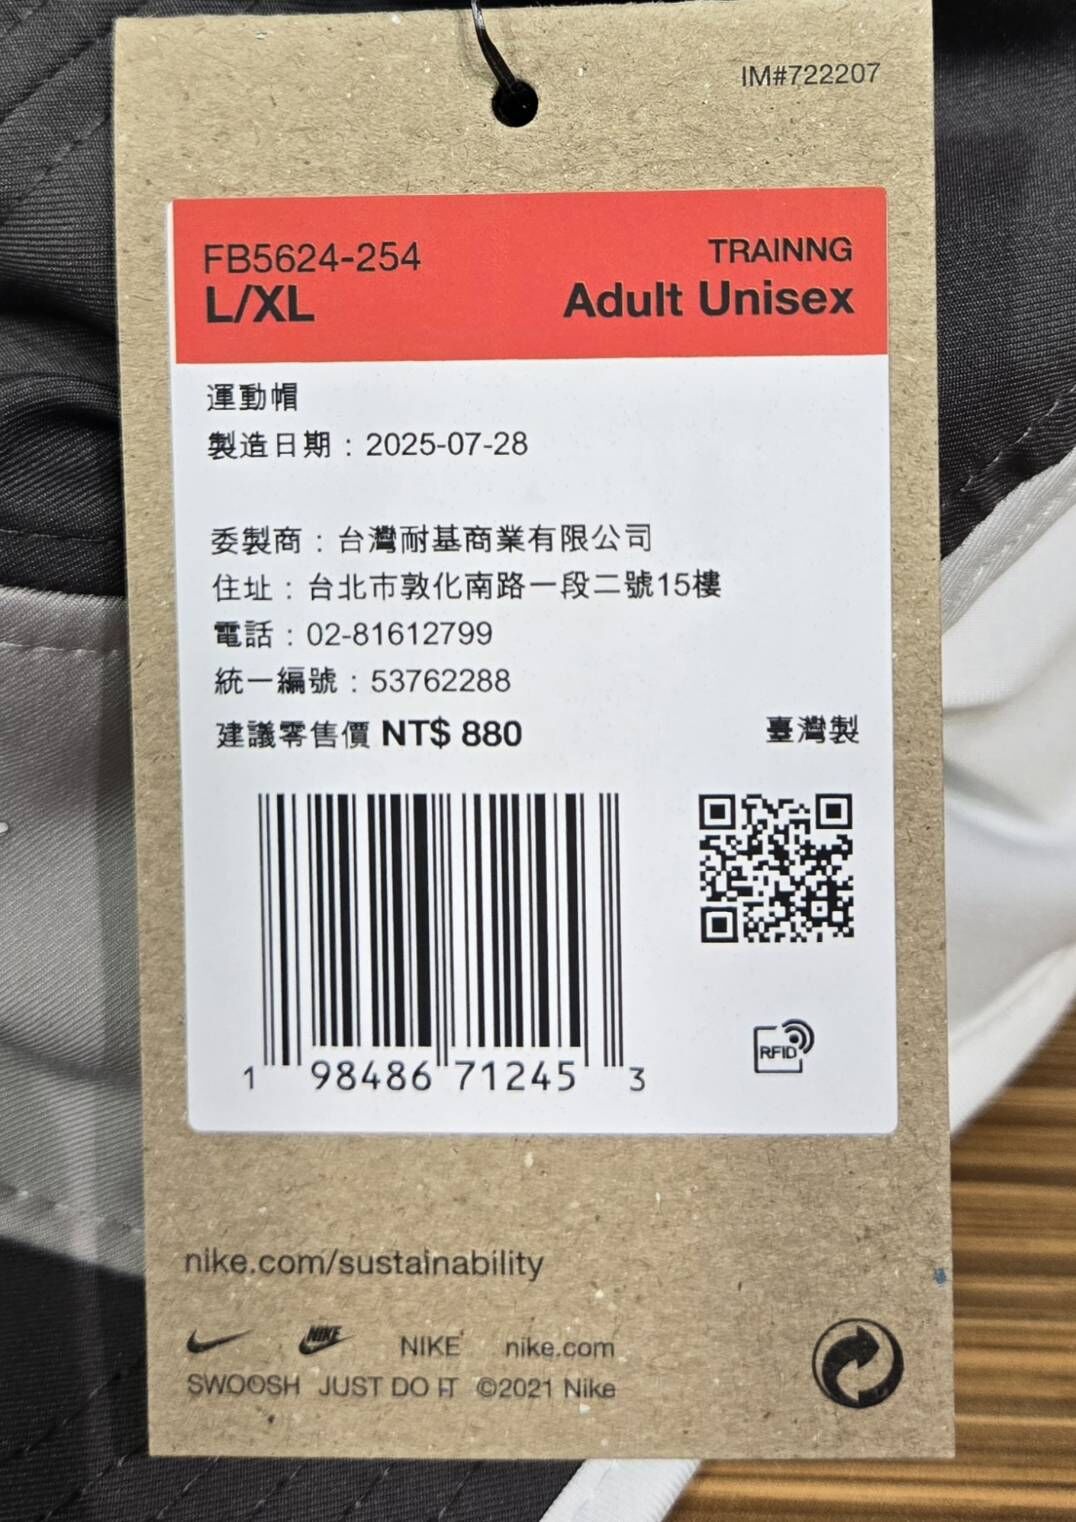 IM#722207
FB5624-254
TRAINNG
L/XL
Adult Unisex
運動帽
製造日期：2025-07-28
委製商：台灣耐基商業有限公司
住址：台北市敦化南路一段二號15樓
電話：02-81612799
統一編號：53762288
建議零售價 NT$ 880
臺灣製
1 98486 71245 3
RFID
nike.com/sustainability
NIKE NIKE nike.com
SWOOSH JUST DO IT ©2021 Nike